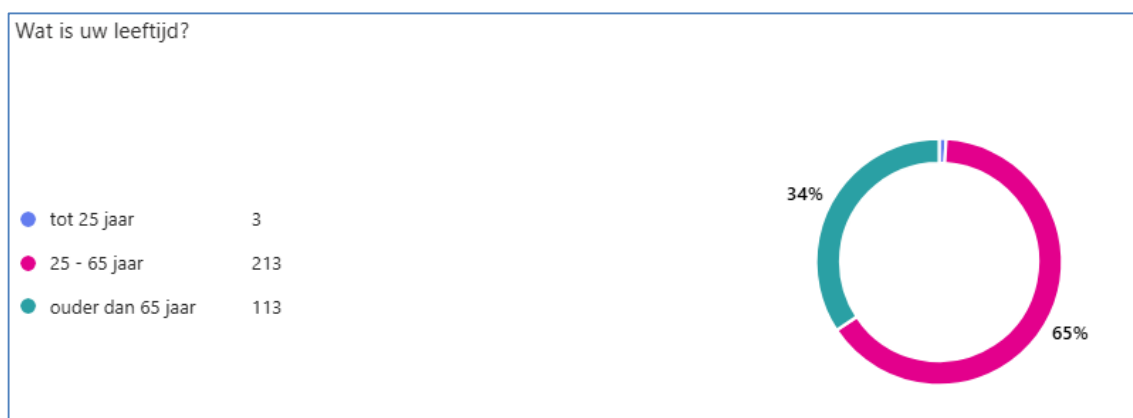 Wat is uw leeftijd?
tot 25 jaar 3
25 - 65 jaar 213
ouder dan 65 jaar 113
34%
65%